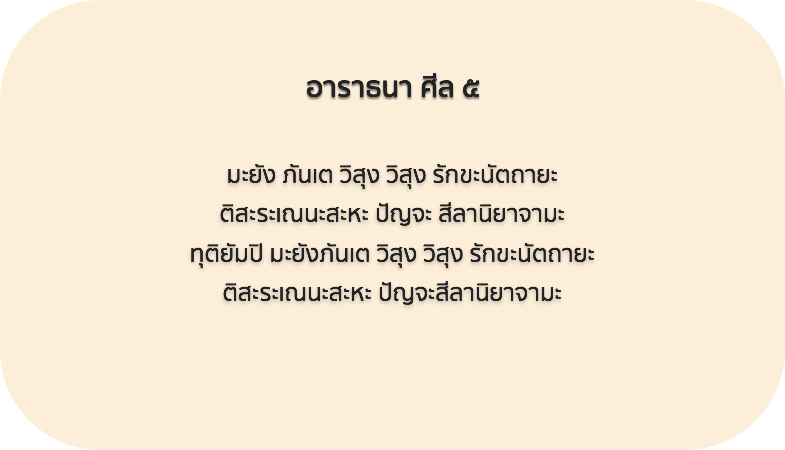 อาราธนา ศีล ๕
มะยัง ภันเต วิสุง วิสุง รักขะนัตถายะ
ติสะระเณนะสะหะ ปัญจะ สีลานิยาจามะ
ทุติยัมปิ มะยังภันเต วิสุง วิสุง รักขะนัตถายะ
ติสะระเณนะสะหะ ปัญจะสีลานิยาจามะ